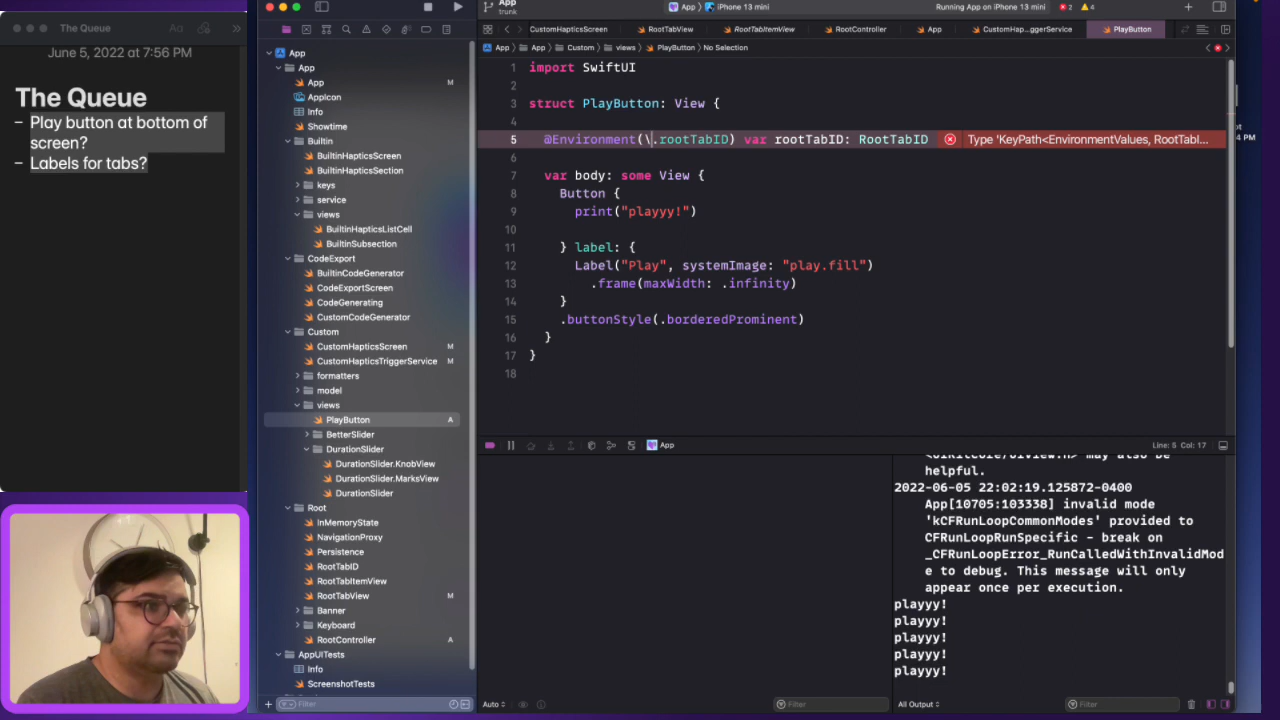 The Queue
Aa
June 5, 2022 at 7:56 PM
The Queue
– Play button at bottom of
screen?
– Labels for tabs?
App
trunk
App
iPhone 13 mini
Running App on iPhone 13 mini
2
4
CustomHapticsScreen
RootTabView
RootTabItemView
RootController
App
CustomHap...ggerService
PlayButton
App
App
Custom
views
PlayButton
No Selection
App
App
App M
AppIcon
Info
Showtime
Builtin
BuiltinHapticsScreen
BuiltinHapticsSection
keys
service
views
BuiltinHapticsListCell
BuiltinSubsection
CodeExport
BuiltinCodeGenerator
CodeExportScreen
CodeGenerating
CustomCodeGenerator
Custom
CustomHapticsScreen M
CustomHapticsTriggerService M
formatters
model
views
PlayButton A
BetterSlider
DurationSlider
DurationSlider.KnobView
DurationSlider.MarksView
DurationSlider
Root
InMemoryState
NavigationProxy
Persistence
RootTabID
RootTabItemView
RootTabView M
Banner
Keyboard
RootController A
AppUITests
Info
ScreenshotTests
Filter
1 import SwiftUI
2
3 struct PlayButton: View {
4
5 @Environment(\.rootTabID) var rootTabID: RootTabID
Type 'KeyPath<EnvironmentValues, RootTabI...
6
7 var body: some View {
8 Button {
9 print("playyy!")
10
11 } label: {
12 Label("Play", systemImage: "play.fill")
13 .frame(maxWidth: .infinity)
14 }
15 .buttonStyle(.borderedProminent)
16 }
17 }
18
App
Line: 5 Col: 17
helpful.
2022-06-05 22:02:19.125872-0400
App[10705:103338] invalid mode
'kCFRunLoopCommonModes' provided to
CFRunLoopRunSpecific - break on
_CFRunLoopError_RunCalledWithInvalidMod
e to debug. This message will only
appear once per execution.
playyy!
playyy!
playyy!
playyy!
playyy!
Auto
Filter
All Output
Filter